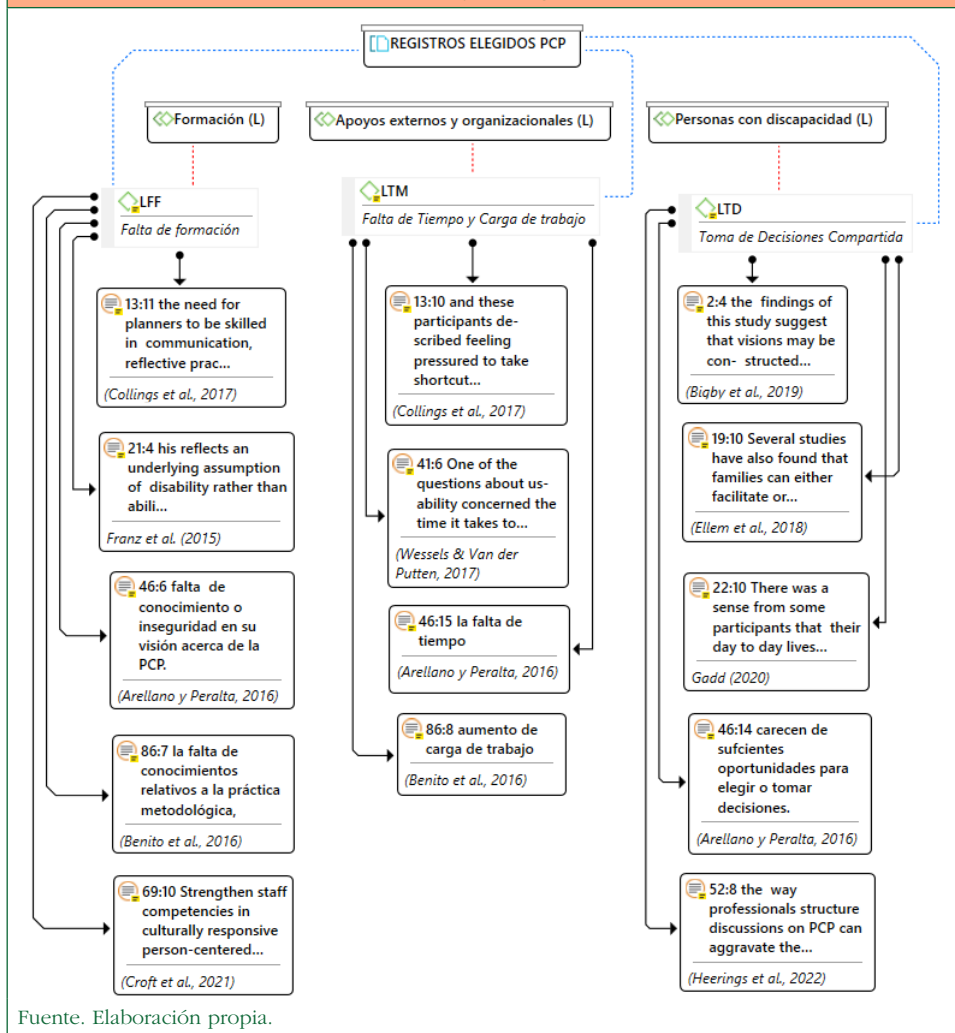 REGISTROS ELEGIDOS PCP
Formación (L)
Apoyos externos y organizacionales (L)
Personas con discapacidad (L)
LFF
Falta de formación
13:11 the need for
planners to be skilled
in communication,
reflective prac...
(Collings et al., 2017)
21:4 his reflects an
underlying assumption
of disability rather than
abili...
Franz et al. (2015)
46:6 falta de
conocimiento o
inseguridad en su
visión acerca de la
PCP.
(Arellano y Peralta, 2016)
86:7 la falta de
conocimientos
relativos a la práctica
metodológica,
(Benito et al., 2016)
69:10 Strengthen staff
competencies in
culturally responsive
person-centered...
(Croft et al., 2021)
LTM
Falta de Tiempo y Carga de trabajo
13:10 and these
participants de-
scribed feeling
pressured to take
shortcut...
(Collings et al., 2017)
41:6 One of the
questions about us-
ability concerned the
time it takes to...
(Wessels & Van der
Putten, 2017)
46:15 la falta de
tiempo
(Arellano y Peralta, 2016)
86:8 aumento de
carga de trabajo
(Benito et al., 2016)
LTD
Toma de Decisiones Compartida
2:4 the findings of
this study suggest
that visions may be
con- structed...
(Bigby et al., 2019)
19:10 Several studies
have also found that
families can either
facilitate or...
(Ellem et al., 2018)
22:10 There was a
sense from some
participants that their
day to day lives...
Gadd (2020)
46:14 carecen de
sufcientes
oportunidades para
elegir o tomar
decisiones.
(Arellano y Peralta, 2016)
52:8 the way
professionals structure
discussions on PCP can
aggravate the...
(Heerings et al., 2022)
Fuente. Elaboración propia.